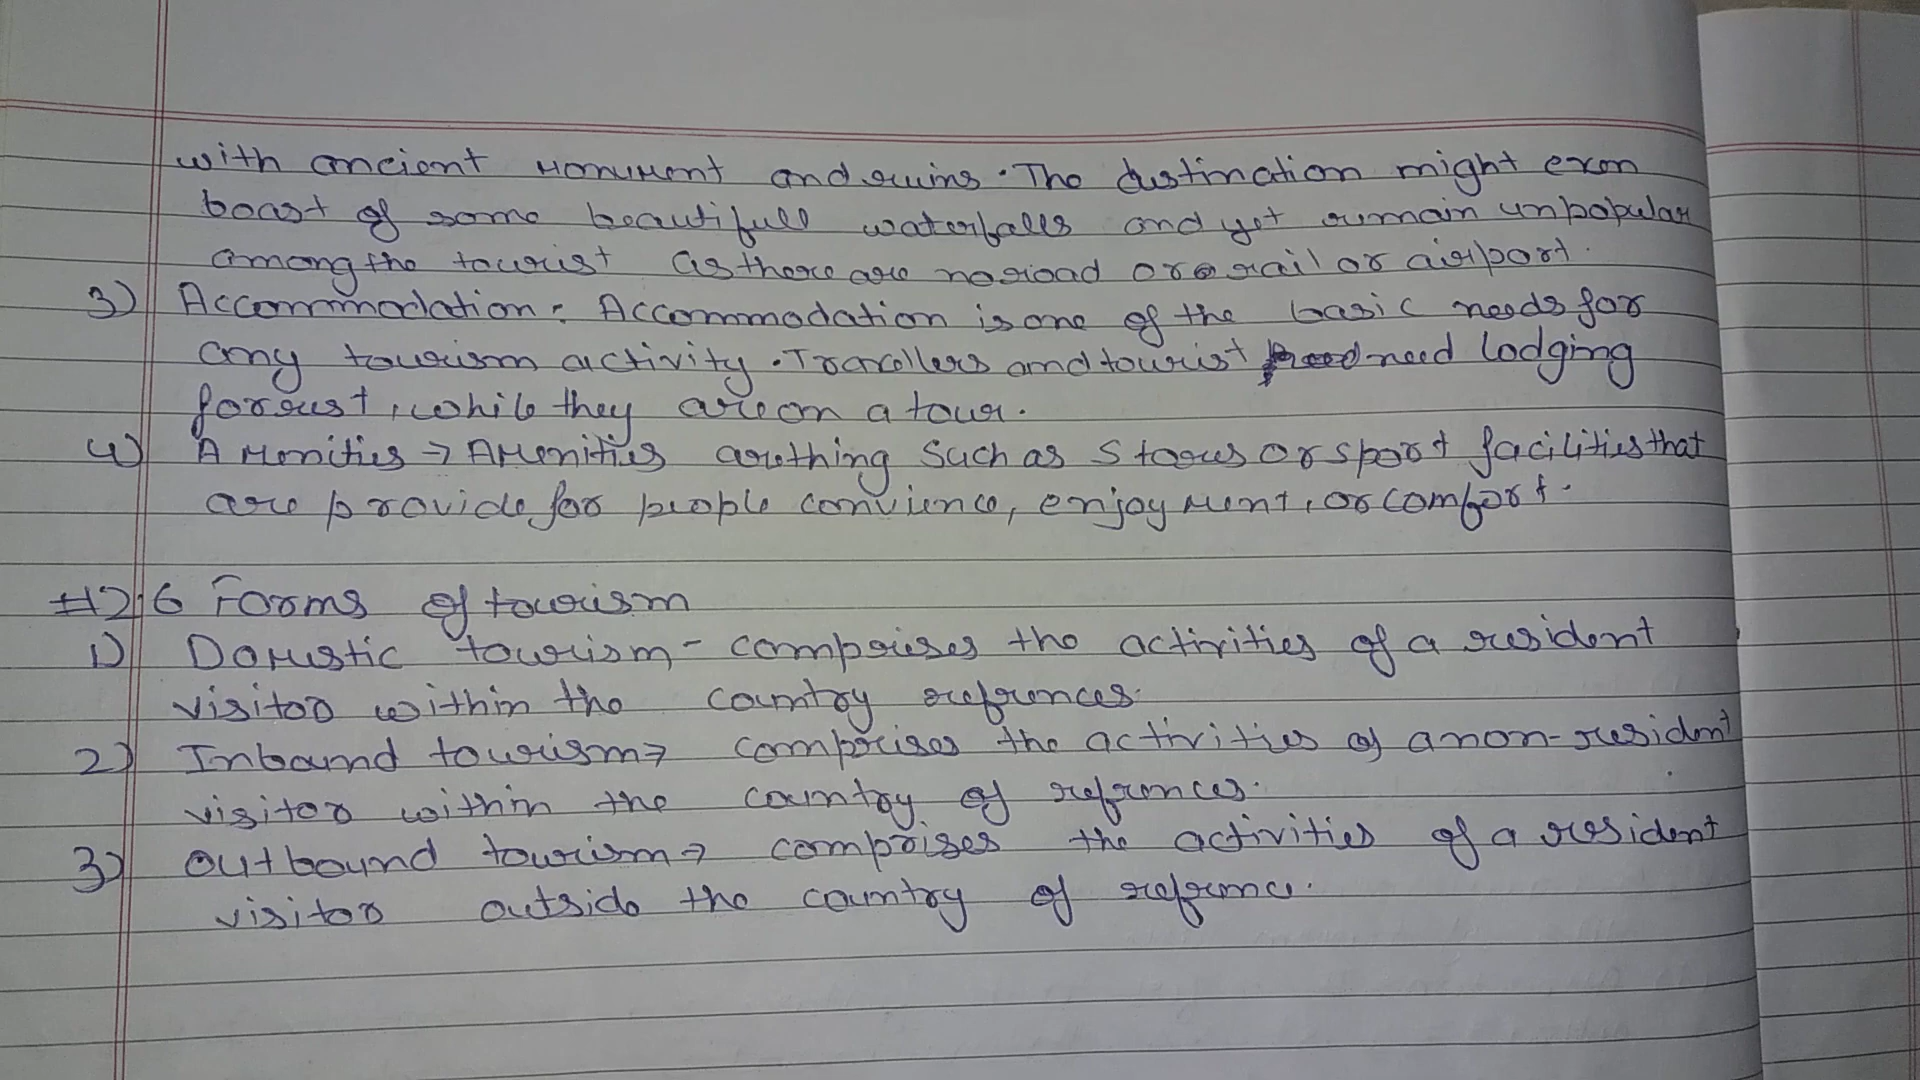 with ancient monument and ruins. The destination might even
boast of some beautifull waterfalls and yet remain unpopular
among the tourist as there are no road or rail or airport.
3) Accommodation: Accommodation is one of the basic needs for
any tourism activity. Travellers and tourist need lodging
for rest, while they are on a tour.
4) Amenities → Amenities are thing such as stores or sport facilities that
are provide for people convience, enjoyment, or comfort.
#2.6 Forms of tourism
1) Domestic tourism - comprises the activities of a resident
visitor within the country refrences.
2) Inbound tourism → comprises the activities of a non-resident
visitor within the country of refrences.
3) Outbound tourism → comprises the activities of a resident
visitor outside the country of refrence.